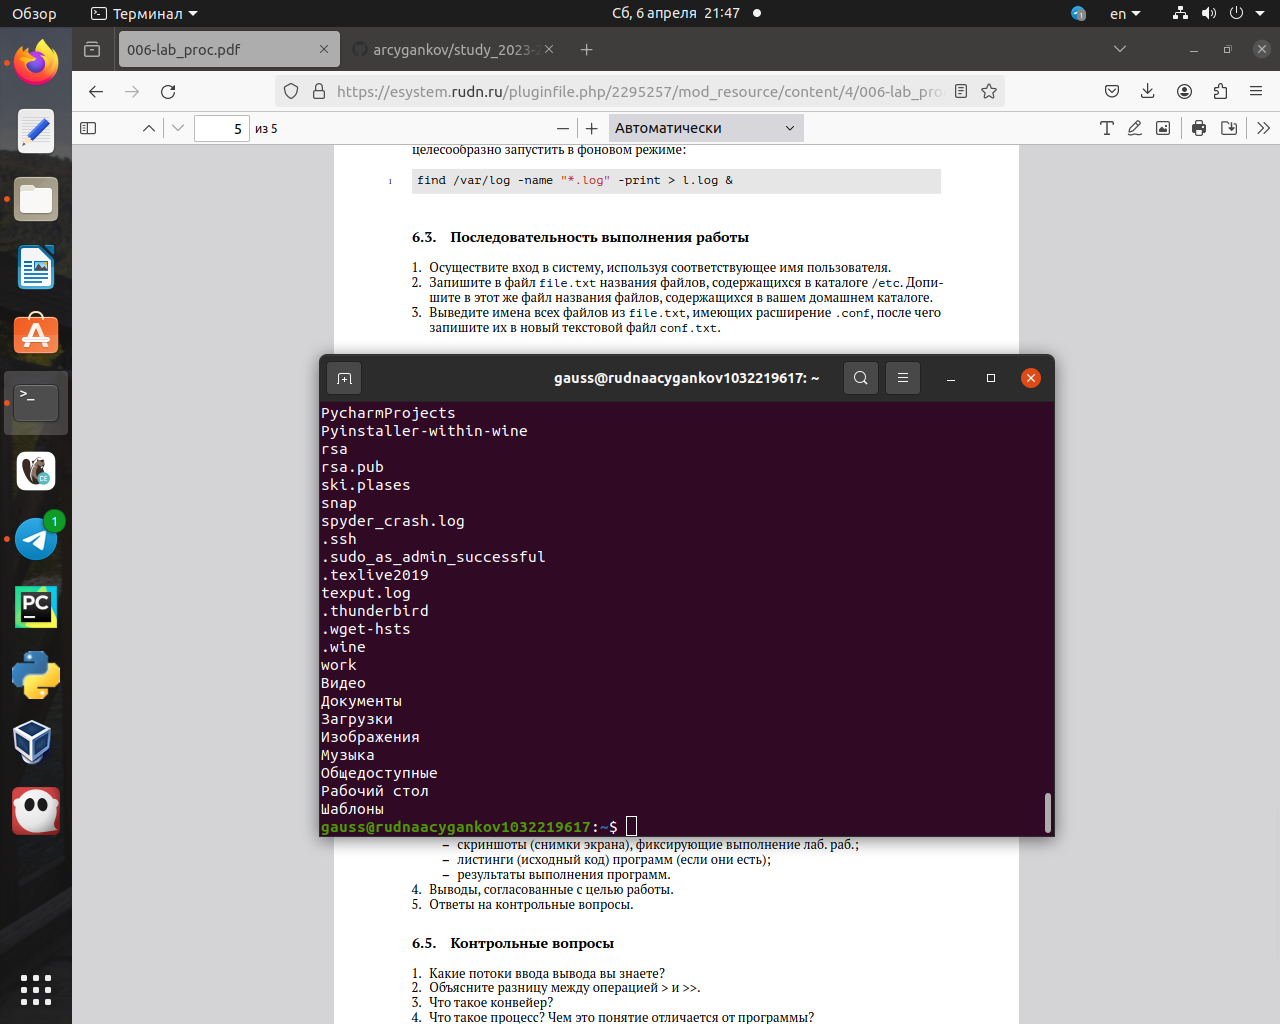 Обзор
Терминал
Сб, 6 апреля 21:47
en
006-lab_proc.pdf
arcygankov/study_2023-2
https://esystem.rudn.ru/pluginfile.php/2295257/mod_resource/content/4/006-lab_pro
5
из 5
Автоматически
целесообразно запустить в фоновом режиме:
1 find /var/log -name "*.log" -print > l.log &
6.3. Последовательность выполнения работы
1. Осуществите вход в систему, используя соответствующее имя пользователя.
2. Запишите в файл file.txt названия файлов, содержащихся в каталоге /etc. Допи-
шите в этот же файл названия файлов, содержащихся в вашем домашнем каталоге.
3. Выведите имена всех файлов из file.txt, имеющих расширение .conf, после чего
запишите их в новый текстовой файл conf.txt.
gauss@rudnaacygankov1032219617: ~
PycharmProjects
Pyinstaller-within-wine
rsa
rsa.pub
ski.plases
snap
spyder_crash.log
.ssh
.sudo_as_admin_successful
.texlive2019
texput.log
.thunderbird
.wget-hsts
.wine
work
Видео
Документы
Загрузки
Изображения
Музыка
Общедоступные
Рабочий стол
Шаблоны
gauss@rudnaacygankov1032219617:~$
– скриншоты (снимки экрана), фиксирующие выполнение лаб. раб.;
– листинги (исходный код) программ (если они есть);
– результаты выполнения программ.
4. Выводы, согласованные с целью работы.
5. Ответы на контрольные вопросы.
6.5. Контрольные вопросы
1. Какие потоки ввода вывода вы знаете?
2. Объясните разницу между операцией > и >>.
3. Что такое конвейер?
4. Что такое процесс? Чем это понятие отличается от программы?
>_
CE
1
PC